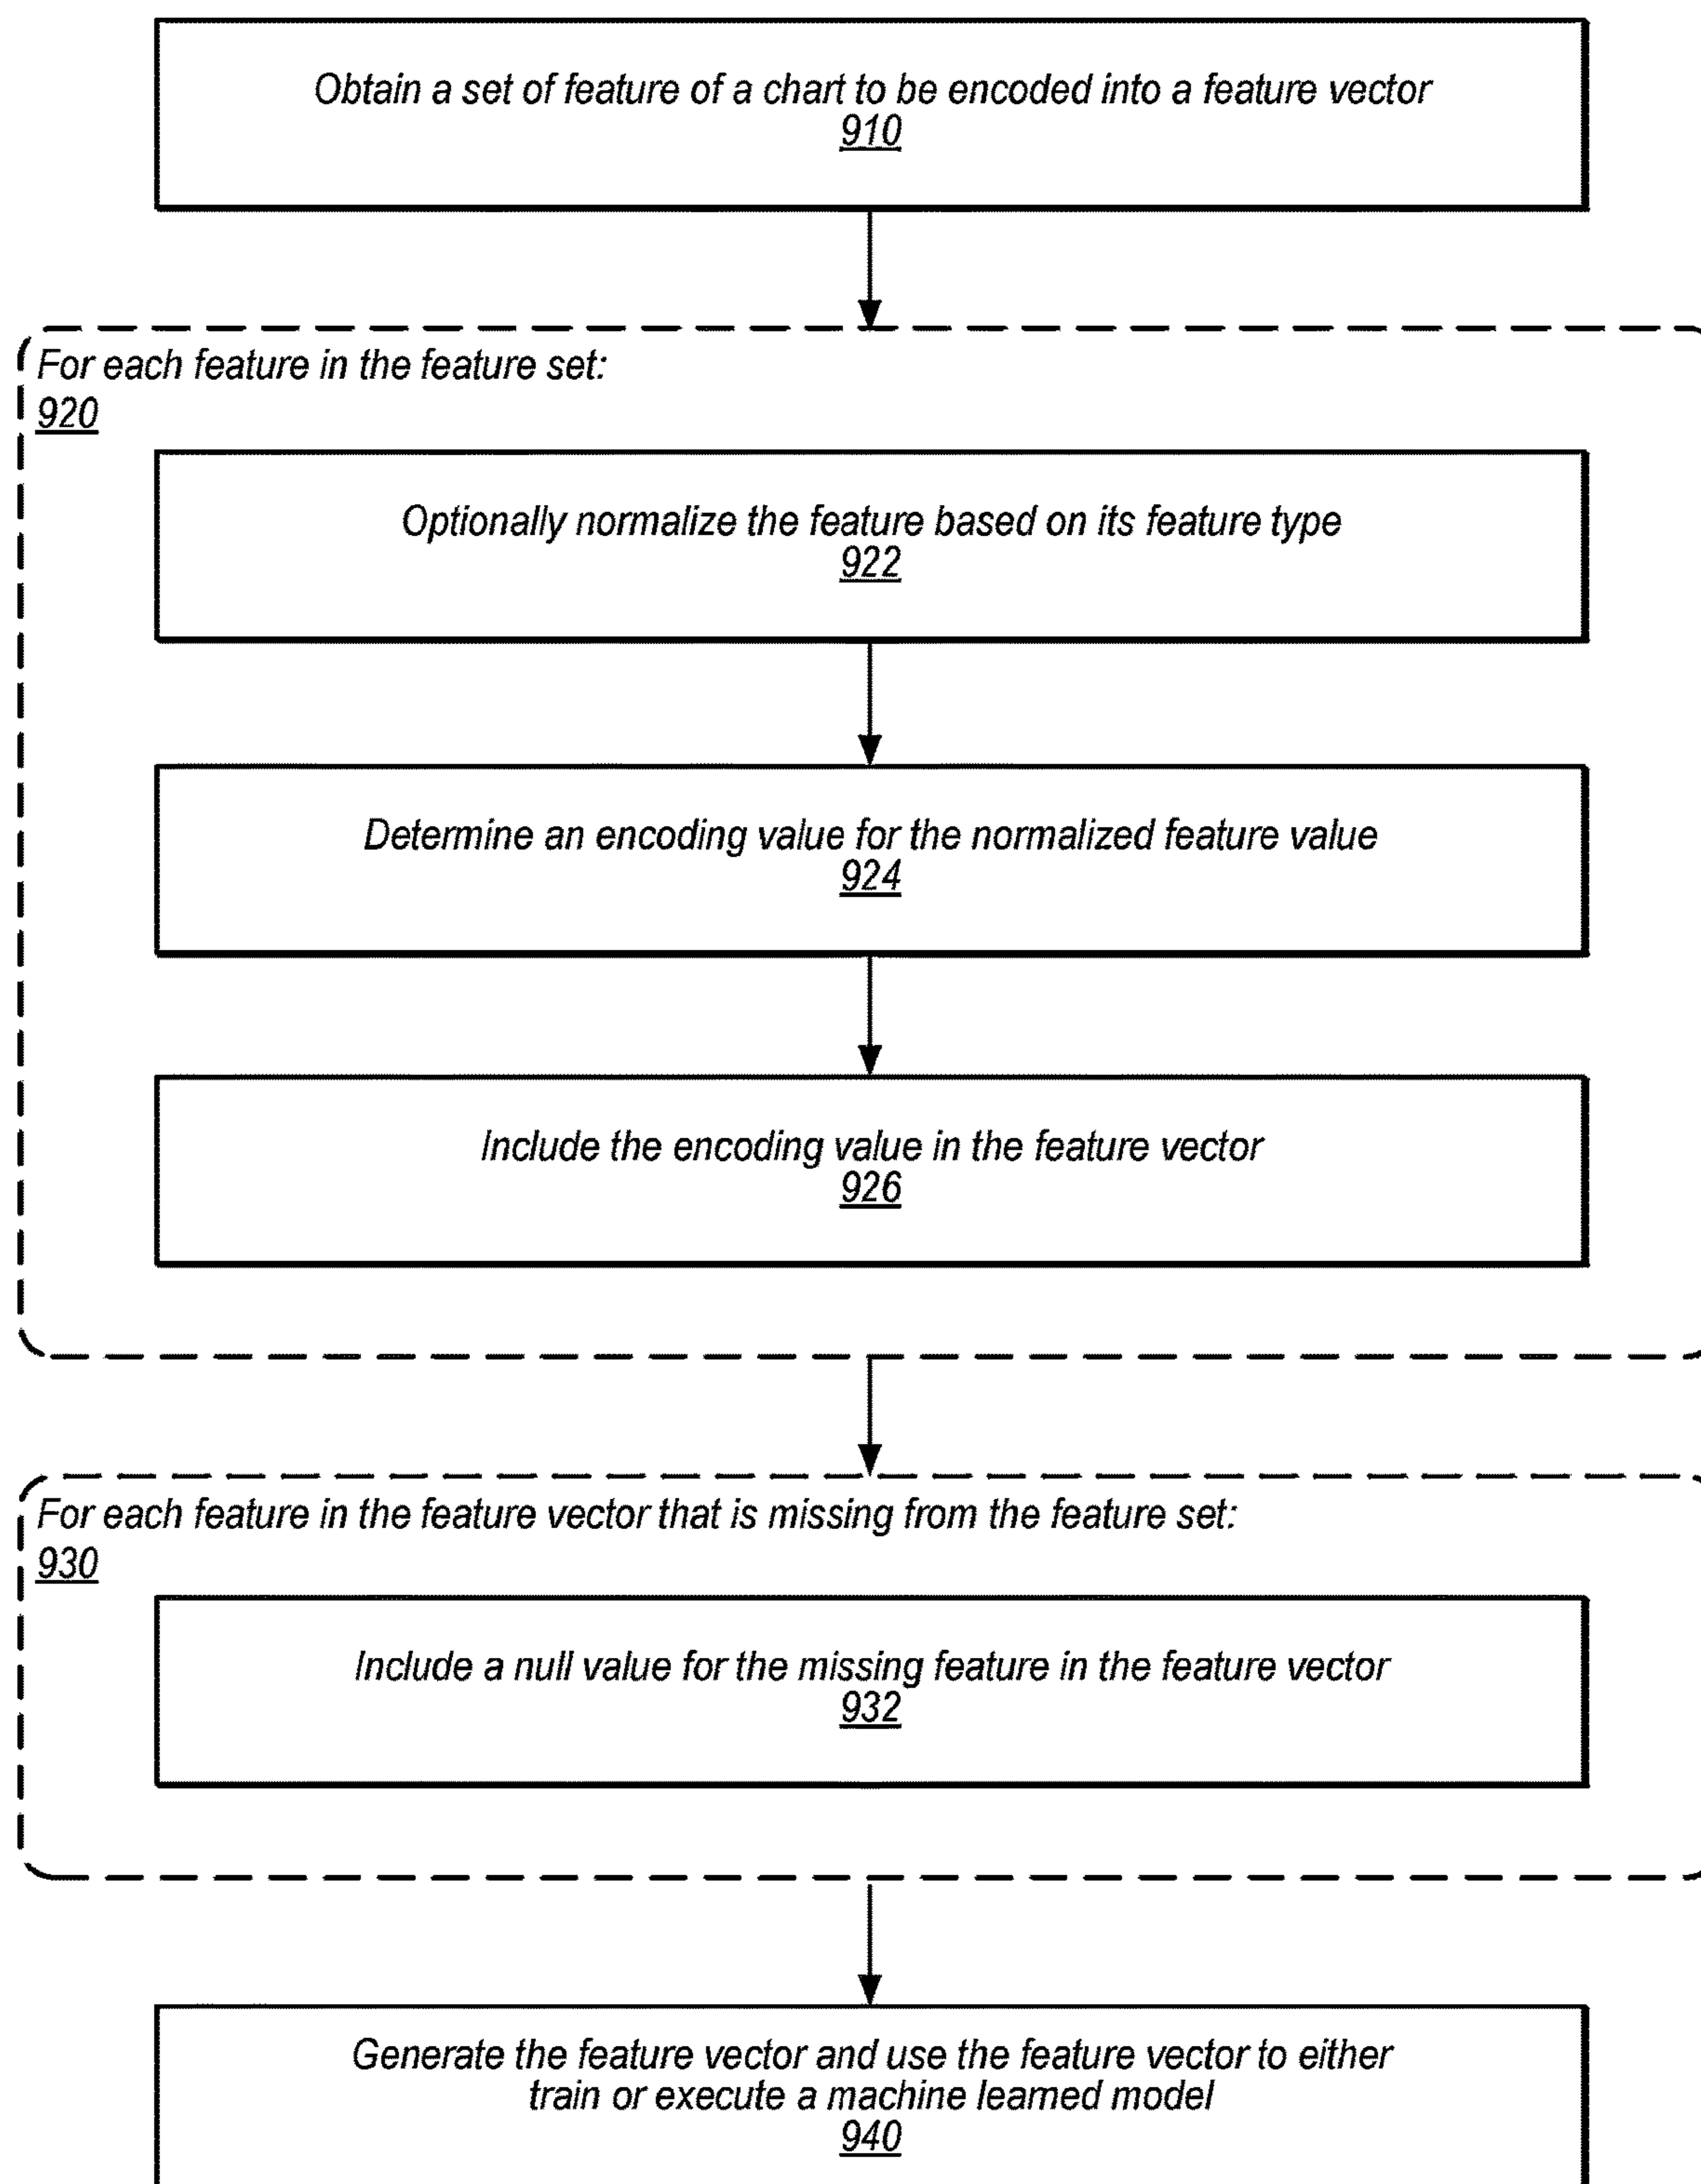 Obtain a set of feature of a chart to be encoded into a feature vector
910
For each feature in the feature set:
920
Optionally normalize the feature based on its feature type
922
Determine an encoding value for the normalized feature value
924
Include the encoding value in the feature vector
926
For each feature in the feature vector that is missing from the feature set:
930
Include a null value for the missing feature in the feature vector
932
Generate the feature vector and use the feature vector to either
train or execute a machine learned model
940